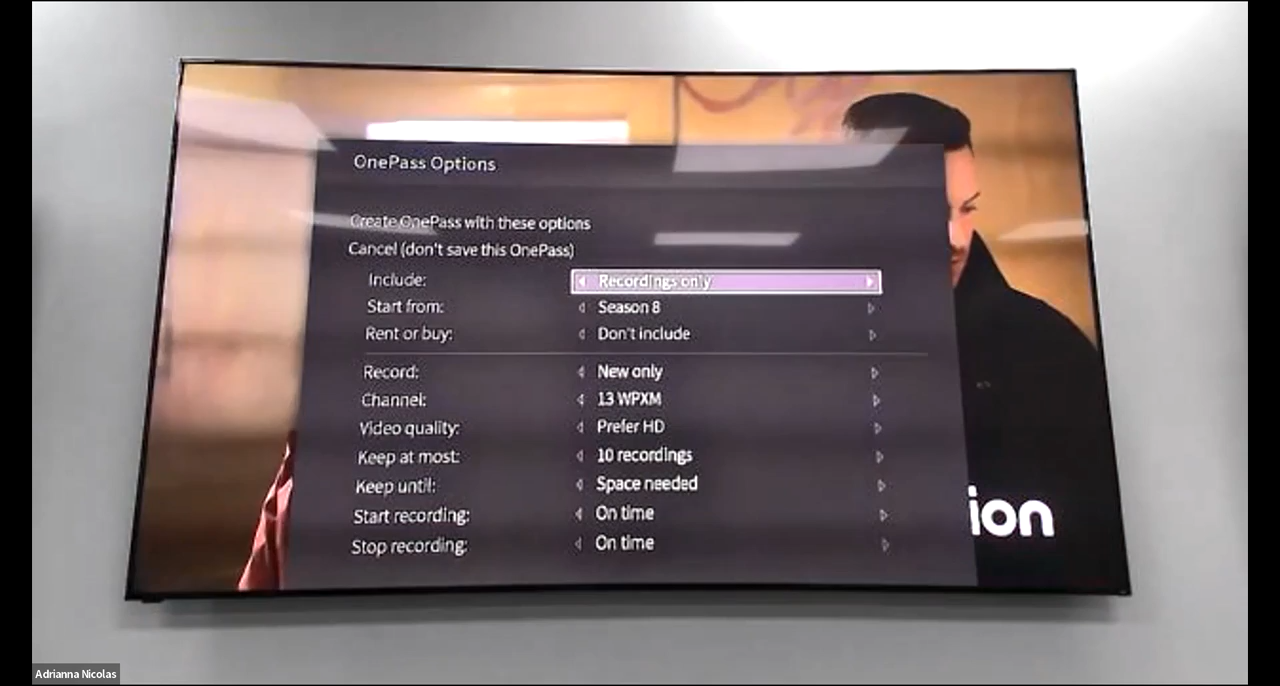 OnePass Options
Create OnePass with these options
Cancel (don't save this OnePass)
Include: Recordings only
Start from: Season 8
Rent or buy: Don't include
Record: New only
Channel: 13 WPXM
Video quality: Prefer HD
Keep at most: 10 recordings
Keep until: Space needed
Start recording: On time
Stop recording: On time
ion
Adrianna Nicolas